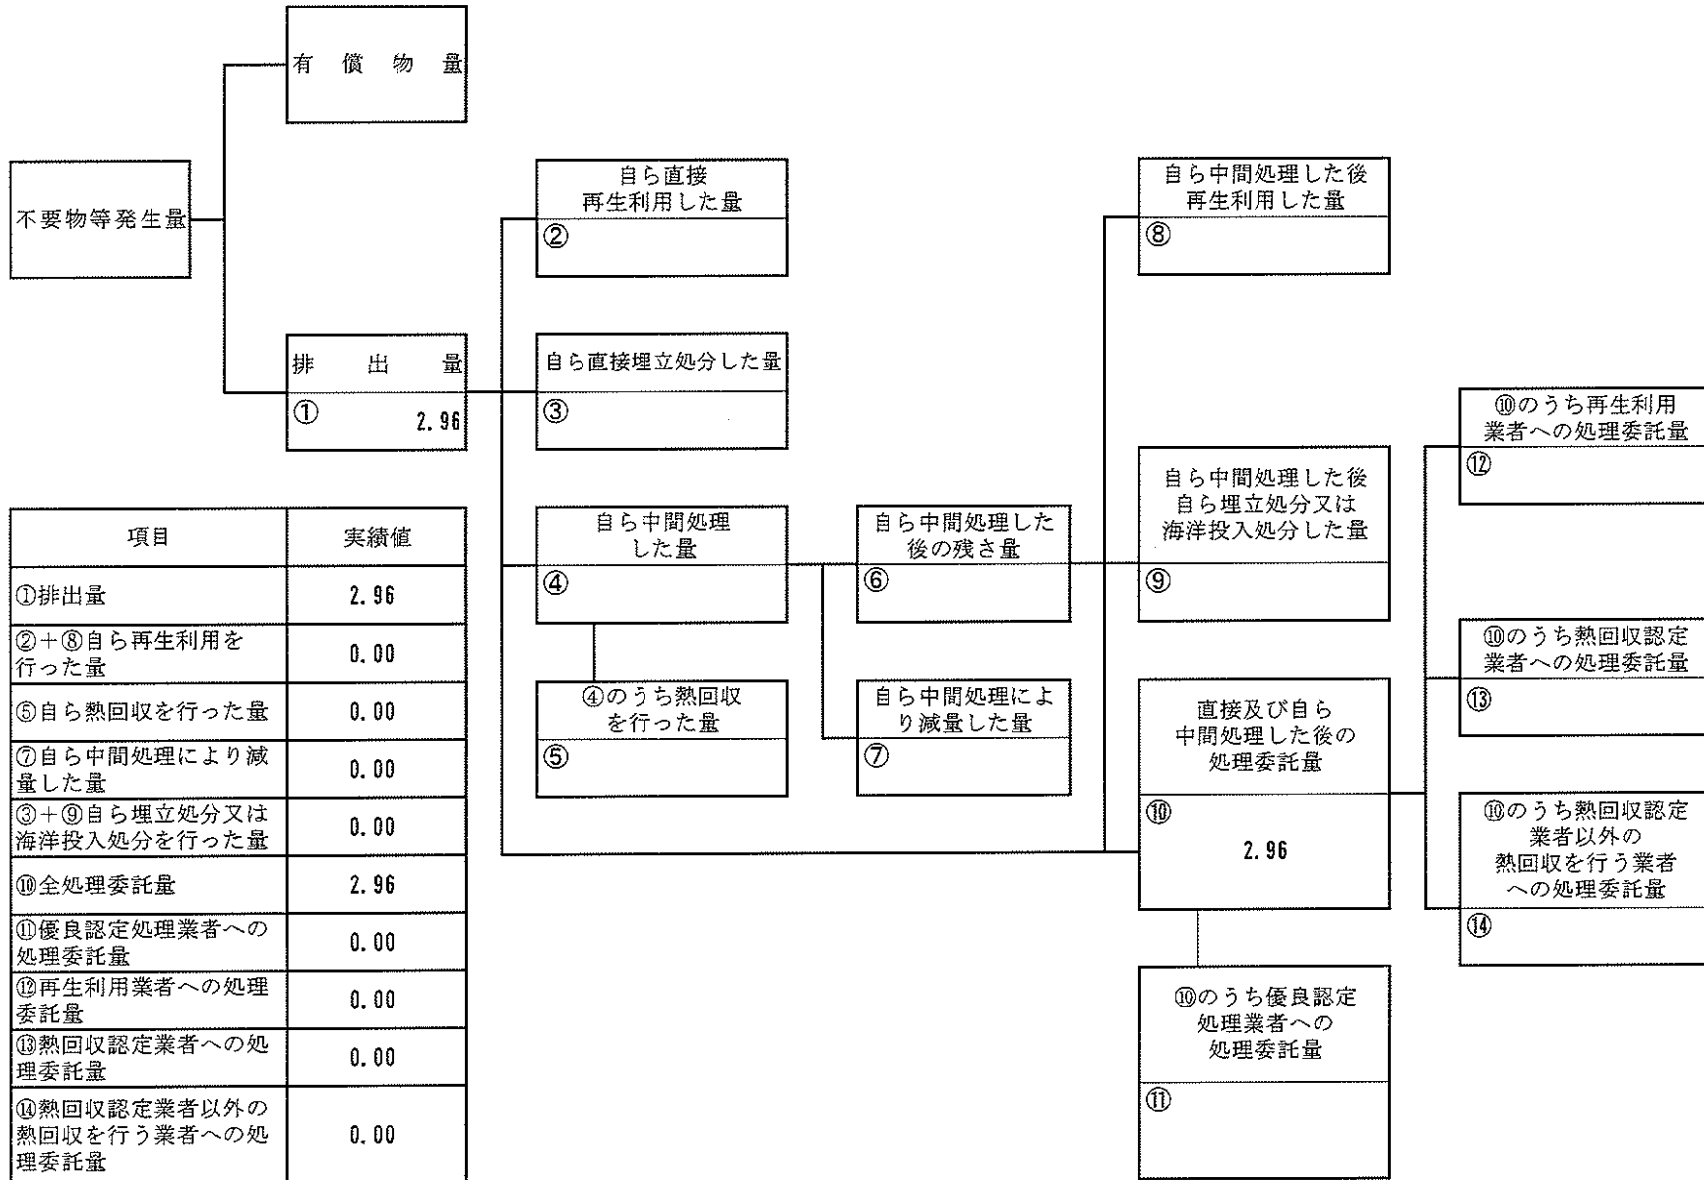 有償物量
不要物等発生量
排出量
①
2.96
自ら直接
再生利用した量
②
自ら直接埋立処分した量
③
自ら中間処理
した量
④
④のうち熱回収
を行った量
⑤
自ら中間処理した
後の残さ量
⑥
自ら中間処理によ
り減量した量
⑦
自ら中間処理した後
再生利用した量
⑧
自ら中間処理した後
自ら埋立処分又は
海洋投入処分した量
⑨
直接及び自ら
中間処理した後の
処理委託量
⑩
2.96
⑩のうち優良認定
処理業者への
処理委託量
⑪
⑩のうち再生利用
業者への処理委託量
⑫
⑩のうち熱回収認定
業者への処理委託量
⑬
⑩のうち熱回収認定
業者以外の
熱回収を行う業者
への処理委託量
⑭
項目 実績値
①排出量 2.96
②+⑧自ら再生利用を
行った量 0.00
⑤自ら熱回収を行った量 0.00
⑦自ら中間処理により減
量した量 0.00
③+⑨自ら埋立処分又は
海洋投入処分を行った量 0.00
⑩全処理委託量 2.96
⑪優良認定処理業者への
処理委託量 0.00
⑫再生利用業者への処理
委託量 0.00
⑬熱回収認定業者への処
理委託量 0.00
⑭熱回収認定業者以外の
熱回収を行う業者への処
理委託量 0.00